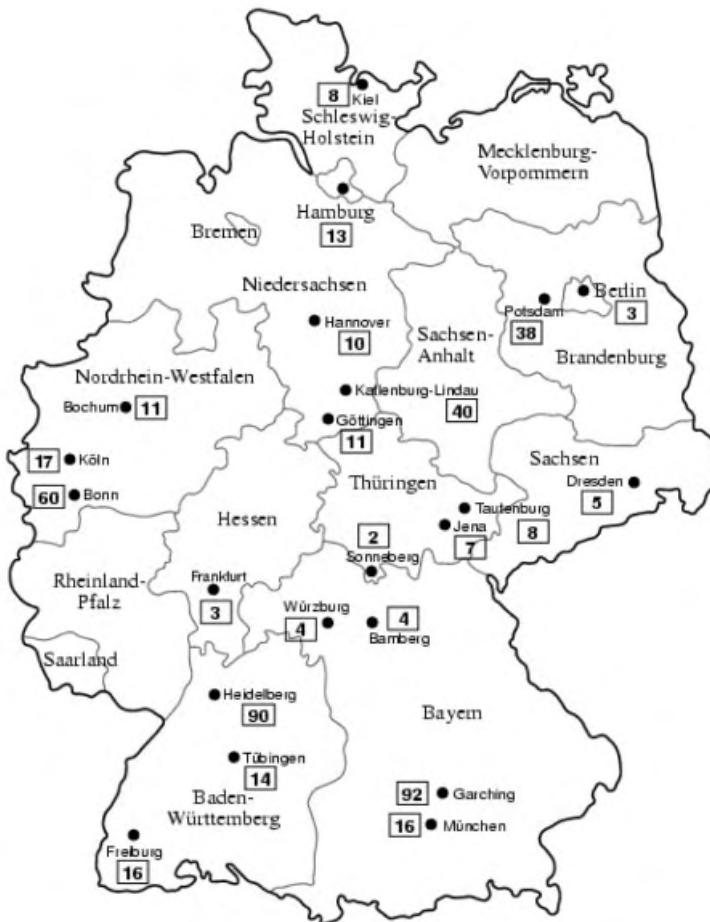 8
Kiel
Schleswig-
Holstein
Mecklenburg-
Vorpommern
Hamburg
13
Bremen
Niedersachsen
Hannover
10
Potsdam
38
Berlin
3
Sachsen-
Anhalt
Brandenburg
Nordrhein-Westfalen
Bochum 11
Katlenburg-Lindau
40
Göttingen
11
17 Köln
60 Bonn
Sachsen
Dresden
5
Thüringen
Tautenburg
8
Jena
7
Hessen
2
Sonneberg
Rheinland-
Pfalz
Frankfurt
3
Würzburg
4
4
Bamberg
Saarland
Heidelberg
90
Bayern
Tübingen
14
Baden-
Württemberg
92 Garching
16 München
Freiburg
16